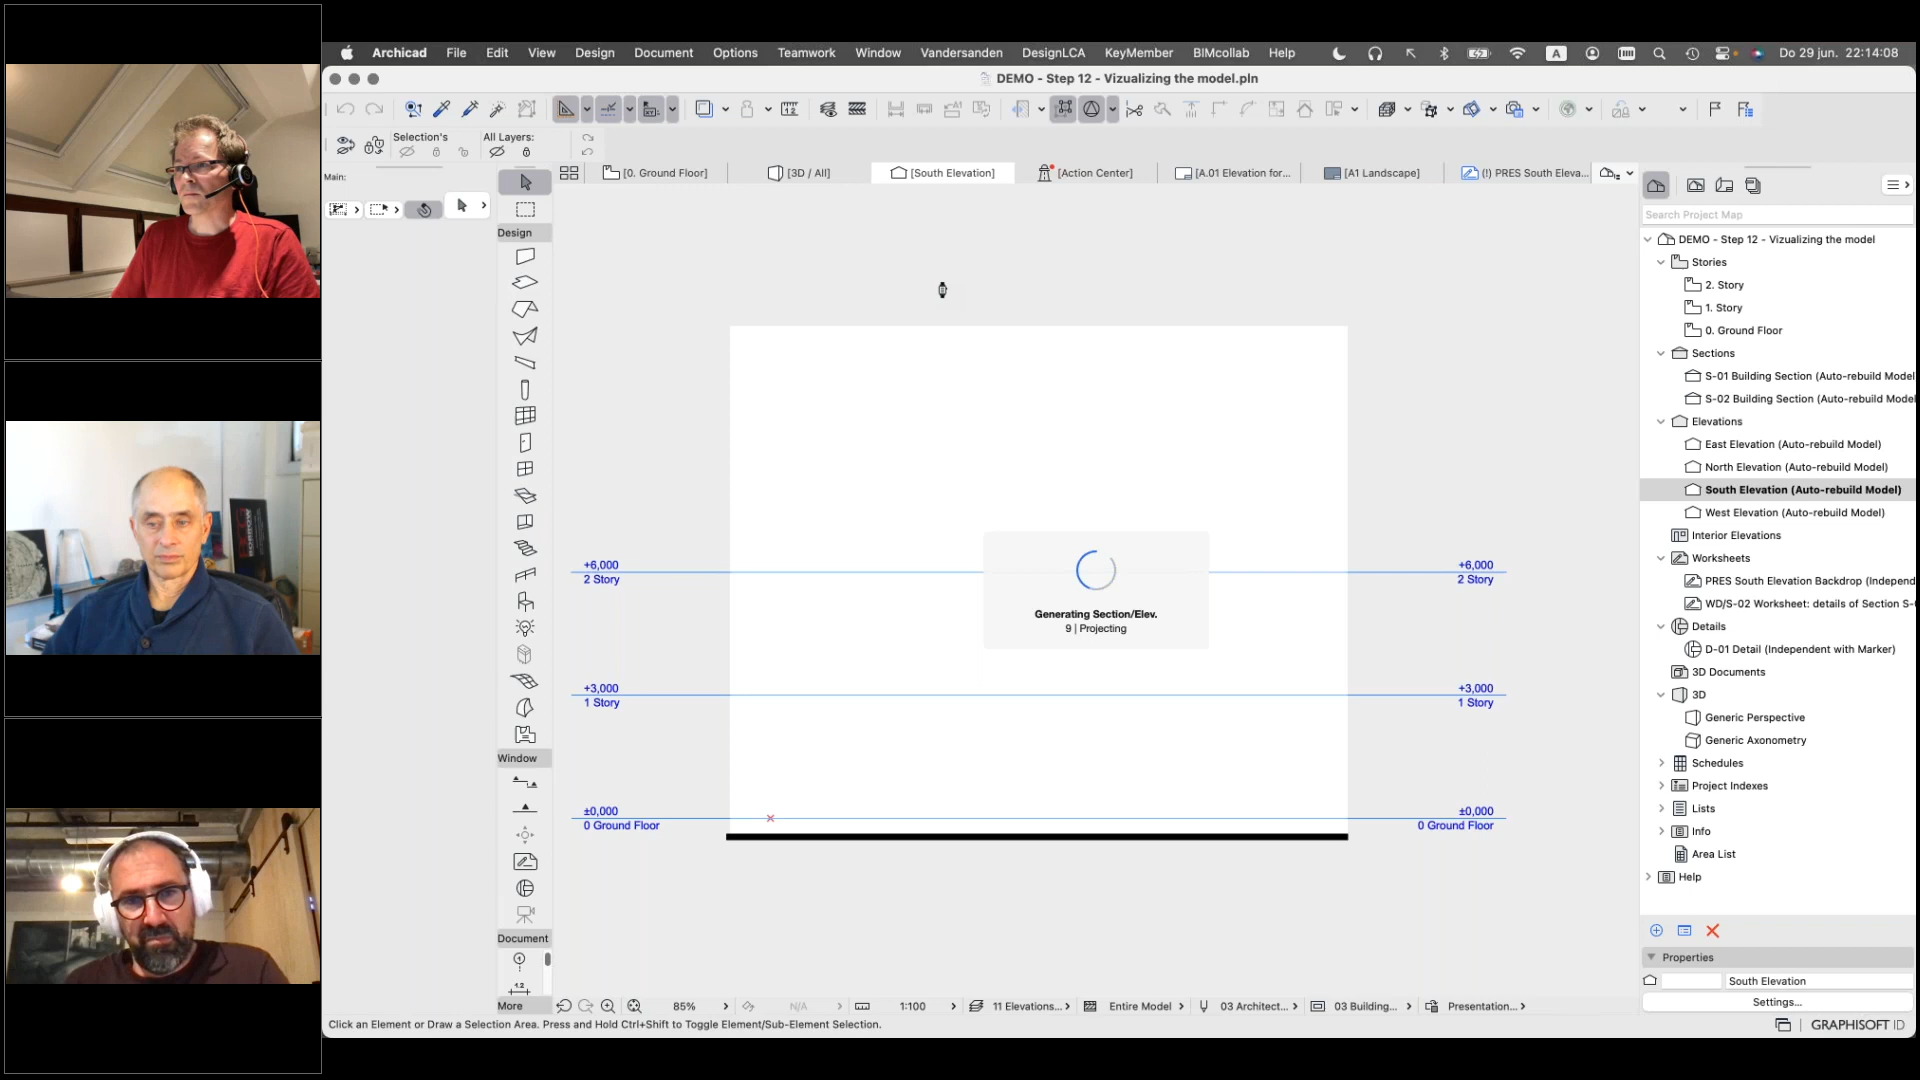 Archicad File Edit View Design Document Options Teamwork Window Vandersanden DesignLCA KeyMember BIMcollab Help A Do 29 jun. 22:14:08
DEMO - Step 12 - Vizualizing the model.pln
Selection's All Layers:
Main:
[0. Ground Floor] [3D / All] [South Elevation] [Action Center] [A.01 Elevation for... [A1 Landscape] (!) PRES South Eleva...
Search Project Map
Design
DEMO - Step 12 - Vizualizing the model
Stories
2. Story
1. Story
0. Ground Floor
Sections
S-01 Building Section (Auto-rebuild Model
S-02 Building Section (Auto-rebuild Model
Elevations
East Elevation (Auto-rebuild Model)
North Elevation (Auto-rebuild Model)
South Elevation (Auto-rebuild Model)
West Elevation (Auto-rebuild Model)
Interior Elevations
Worksheets
PRES South Elevation Backdrop (Independ
WD/S-02 Worksheet: details of Section S-
Details
D-01 Detail (Independent with Marker)
3D Documents
3D
Generic Perspective
Generic Axonometry
Schedules
Project Indexes
Lists
Info
Area List
Help
+6,000 +6,000
2 Story 2 Story
Generating Section/Elev.
9 | Projecting
+3,000 +3,000
1 Story 1 Story
±0,000 ±0,000
0 Ground Floor 0 Ground Floor
Window
Document
1.2
More
85% N/A 1:100 11 Elevations... Entire Model 03 Architect... 03 Building... Presentation...
Properties
South Elevation
Settings...
Click an Element or Draw a Selection Area. Press and Hold Ctrl+Shift to Toggle Element/Sub-Element Selection.
GRAPHISOFT ID